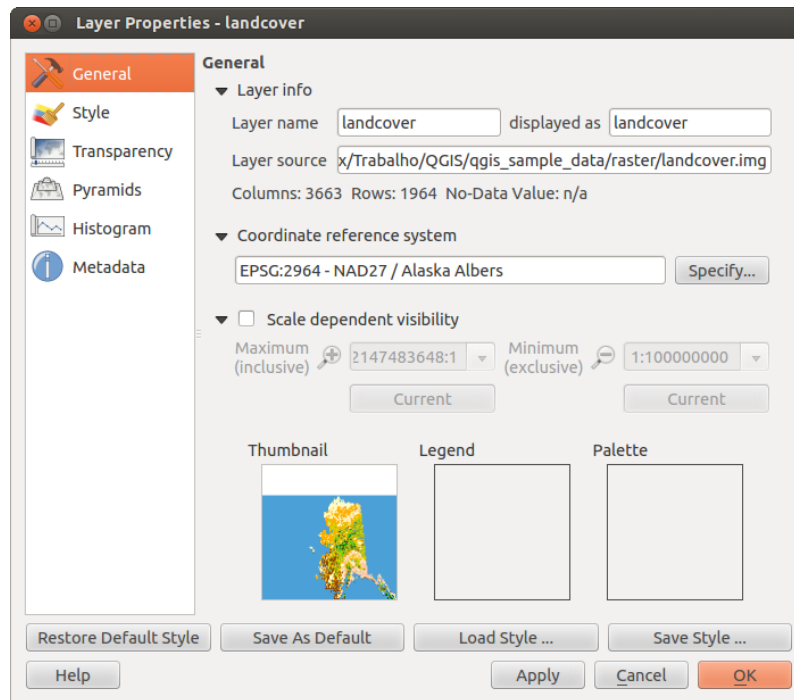 Layer Properties - landcover
General
Style
Transparency
Pyramids
Histogram
Metadata
General
Layer info
Layer name landcover displayed as landcover
Layer source x/Trabalho/QGIS/qgis_sample_data/raster/landcover.img
Columns: 3663 Rows: 1964 No-Data Value: n/a
Coordinate reference system
EPSG:2964 - NAD27 / Alaska Albers Specify...
Scale dependent visibility
Maximum (inclusive) 2147483648:1 Minimum (exclusive) 1:100000000
Current Current
Thumbnail Legend Palette
Restore Default Style Save As Default Load Style ... Save Style ...
Help Apply Cancel OK